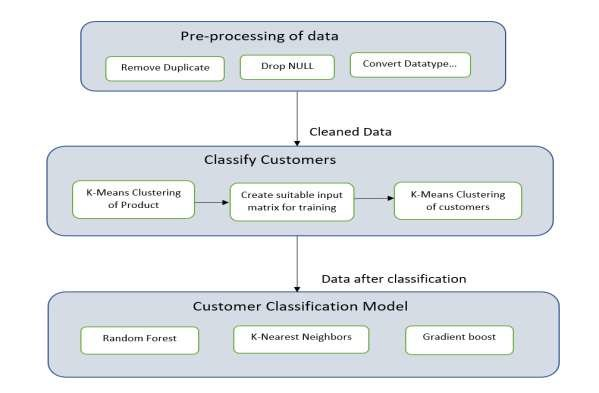 Pre-processing of data
Remove Duplicate
Drop NULL
Convert Datatype...
Cleaned Data
Classify Customers
K-Means Clustering
of Product
Create suitable input
matrix for training
K-Means Clustering
of customers
Data after classification
Customer Classification Model
Random Forest
K-Nearest Neighbors
Gradient boost